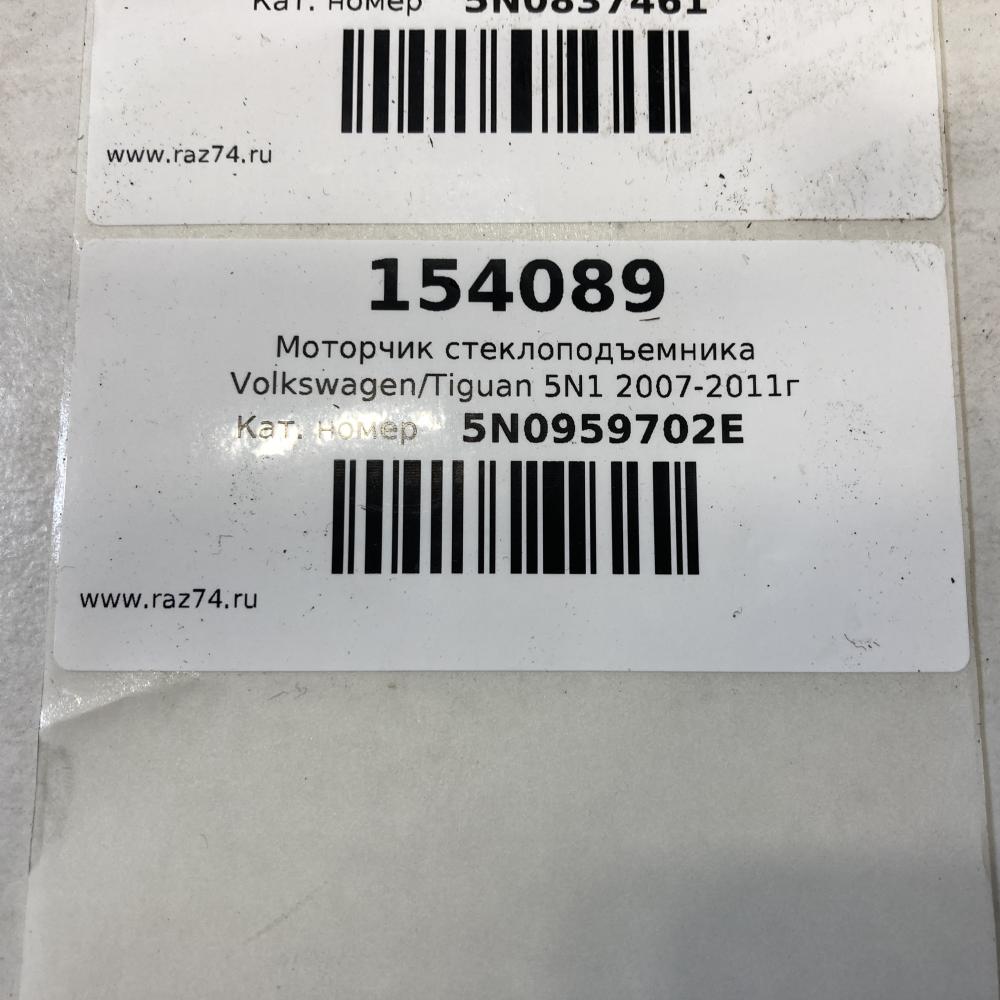 Кат. номер 5N0837461
www.raz74.ru
154089
Моторчик стеклоподъемника
Volkswagen/Tiguan 5N1 2007-2011г
Кат. номер 5N0959702E
www.raz74.ru